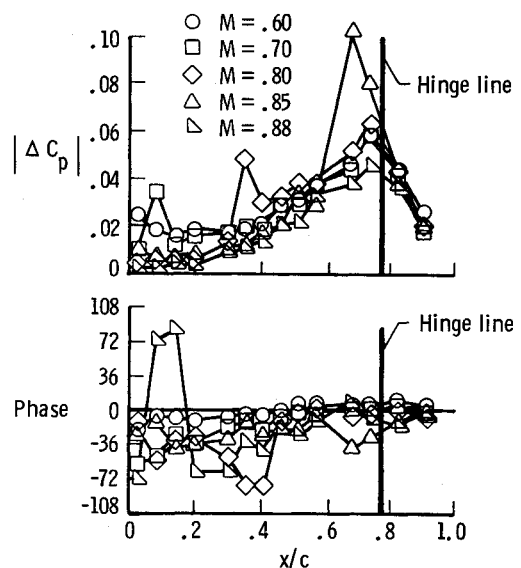 M = .60
M = .70
M = .80
M = .85
M = .88
.10
.08
.06
.04
.02
0
|Δ Cp|
Hinge line
108
72
36
0
-36
-72
-108
Phase
Hinge line
0 .2 .4 .6 .8 1.0
x/c